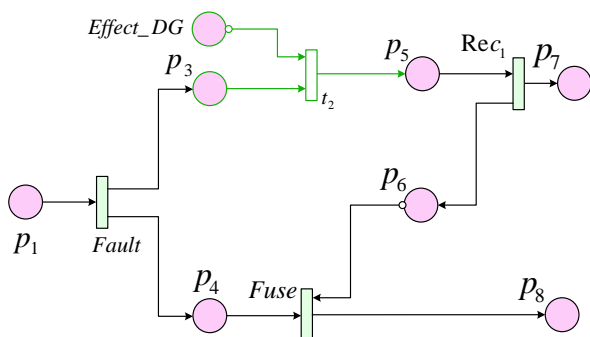 Effect_DG
p₃
p₅
Rec₁
p₇
t₂
p₆
p₁
Fault
p₄
Fuse
p₈